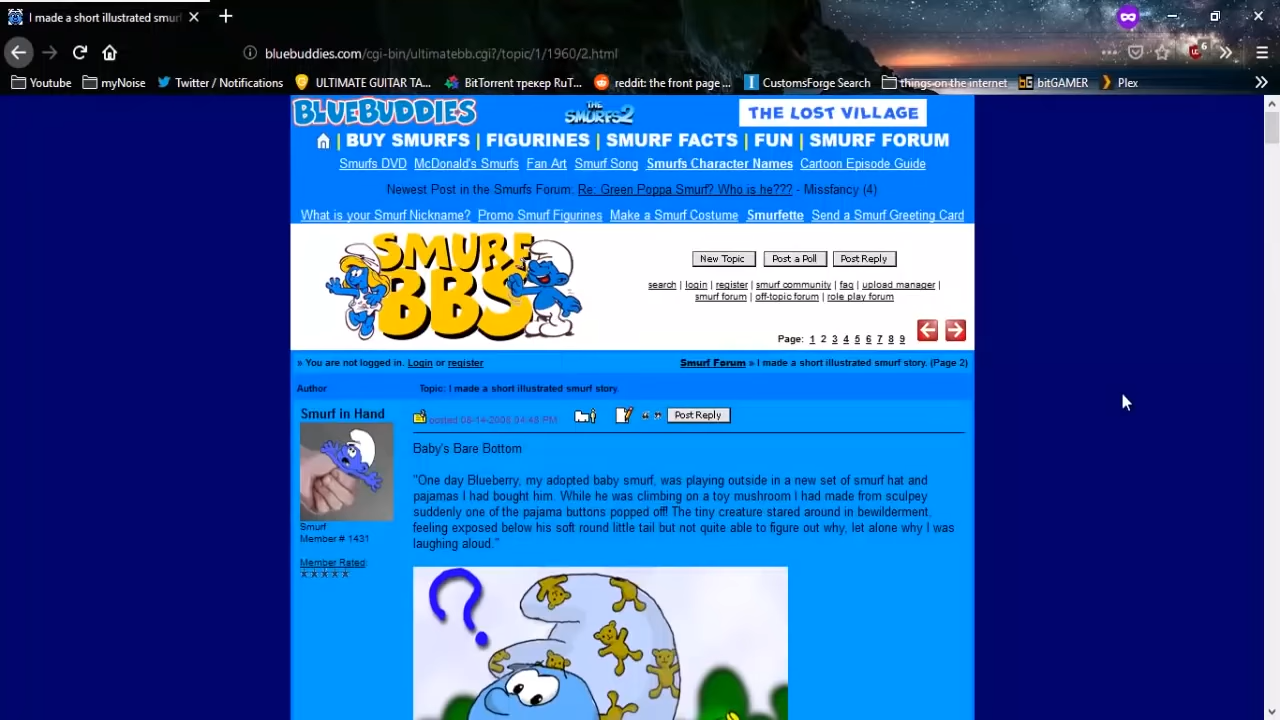 I made a short illustrated smur
bluebuddies.com/cgi-bin/ultimatebb.cgi?/topic/1/1960/2.html
6
Youtube myNoise Twitter / Notifications ULTIMATE GUITAR TA... BitTorrent трекер RuT... reddit the front page ... CustomsForge Search things on the internet bitGAMER Plex
BLUEBUDDIES THE SMURFS2 THE LOST VILLAGE
| BUY SMURFS | FIGURINES | SMURF FACTS | FUN | SMURF FORUM
Smurfs DVD McDonald's Smurfs Fan Art Smurf Song Smurfs Character Names Cartoon Episode Guide
Newest Post in the Smurfs Forum: Re: Green Poppa Smurf? Who is he??? - Missfancy (4)
What is your Smurf Nickname? Promo Smurf Figurines Make a Smurf Costume Smurfette Send a Smurf Greeting Card
SMURF
BBS
New Topic Post a Poll Post Reply
search | login | register | smurf community | faq | upload manager |
smurf forum | off-topic forum | role play forum
Page: 1 2 3 4 5 6 7 8 9
» You are not logged in. Login or register
Smurf Forum » I made a short illustrated smurf story. (Page 2)
Author Topic: I made a short illustrated smurf story.
Smurf in Hand
Smurf
Member # 1431
Member Rated:
posted 06-14-2006 04:48 PM
Post Reply
Baby's Bare Bottom
"One day Blueberry, my adopted baby smurf, was playing outside in a new set of smurf hat and
pajamas I had bought him. While he was climbing on a toy mushroom I had made from sculpey
suddenly one of the pajama buttons popped off! The tiny creature stared around in bewilderment,
feeling exposed below his soft round little tail but not quite able to figure out why, let alone why I was
laughing aloud."
?